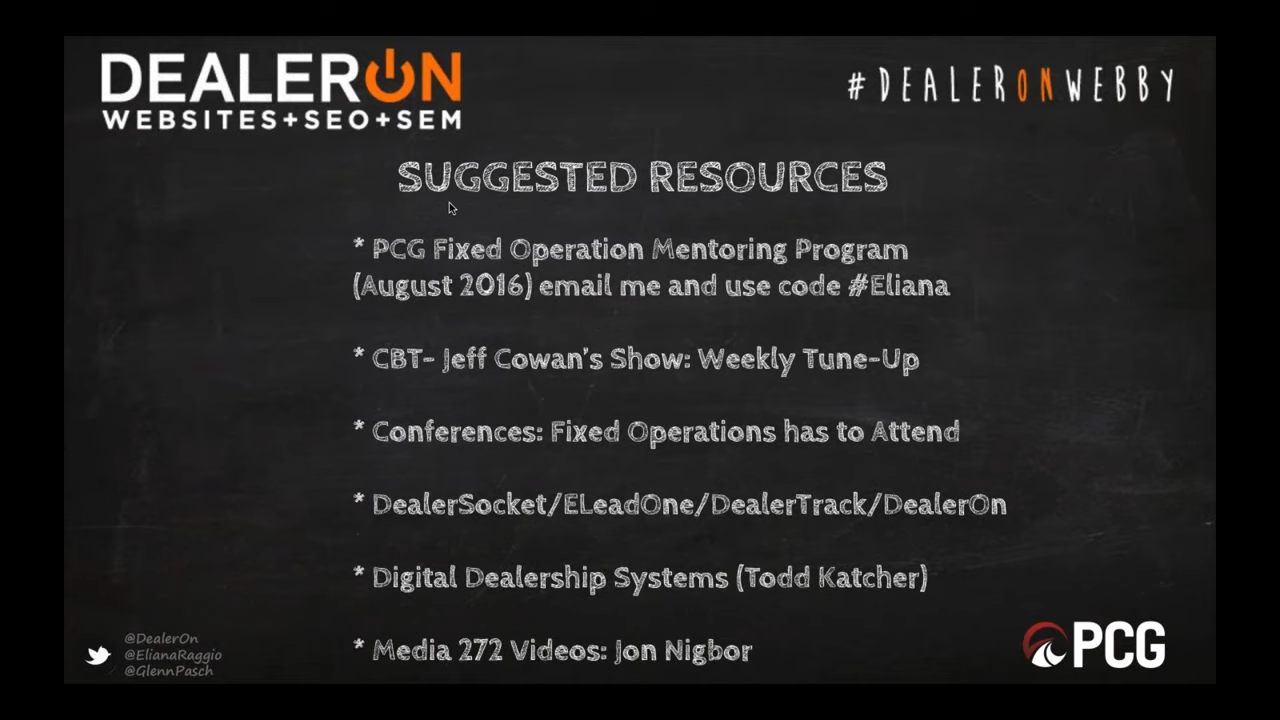 DEALERON
WEBSITES+SEO+SEM
#DEALERONWEBBY
SUGGESTED RESOURCES
* PCG Fixed Operation Mentoring Program
(August 2016) email me and use code #Eliana
* CBT- Jeff Cowan's Show: Weekly Tune-Up
* Conferences: Fixed Operations has to Attend
* DealerSocket/ELeadOne/DealerTrack/DealerOn
* Digital Dealership Systems (Todd Katcher)
* Media 272 Videos: Jon Nigbor
@DealerOn
@ElianaRaggio
@GlennPasch
PCG